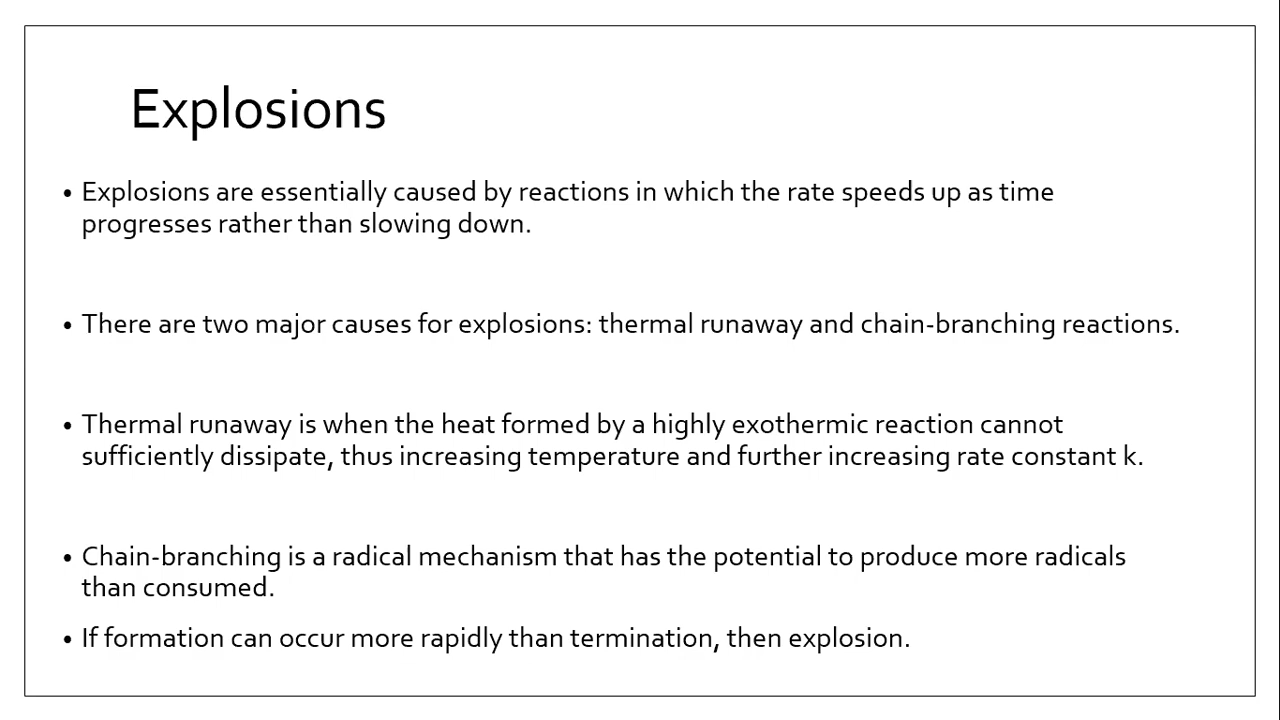 Explosions
• Explosions are essentially caused by reactions in which the rate speeds up as time
progresses rather than slowing down.
• There are two major causes for explosions: thermal runaway and chain-branching reactions.
• Thermal runaway is when the heat formed by a highly exothermic reaction cannot
sufficiently dissipate, thus increasing temperature and further increasing rate constant k.
• Chain-branching is a radical mechanism that has the potential to produce more radicals
than consumed.
• If formation can occur more rapidly than termination, then explosion.